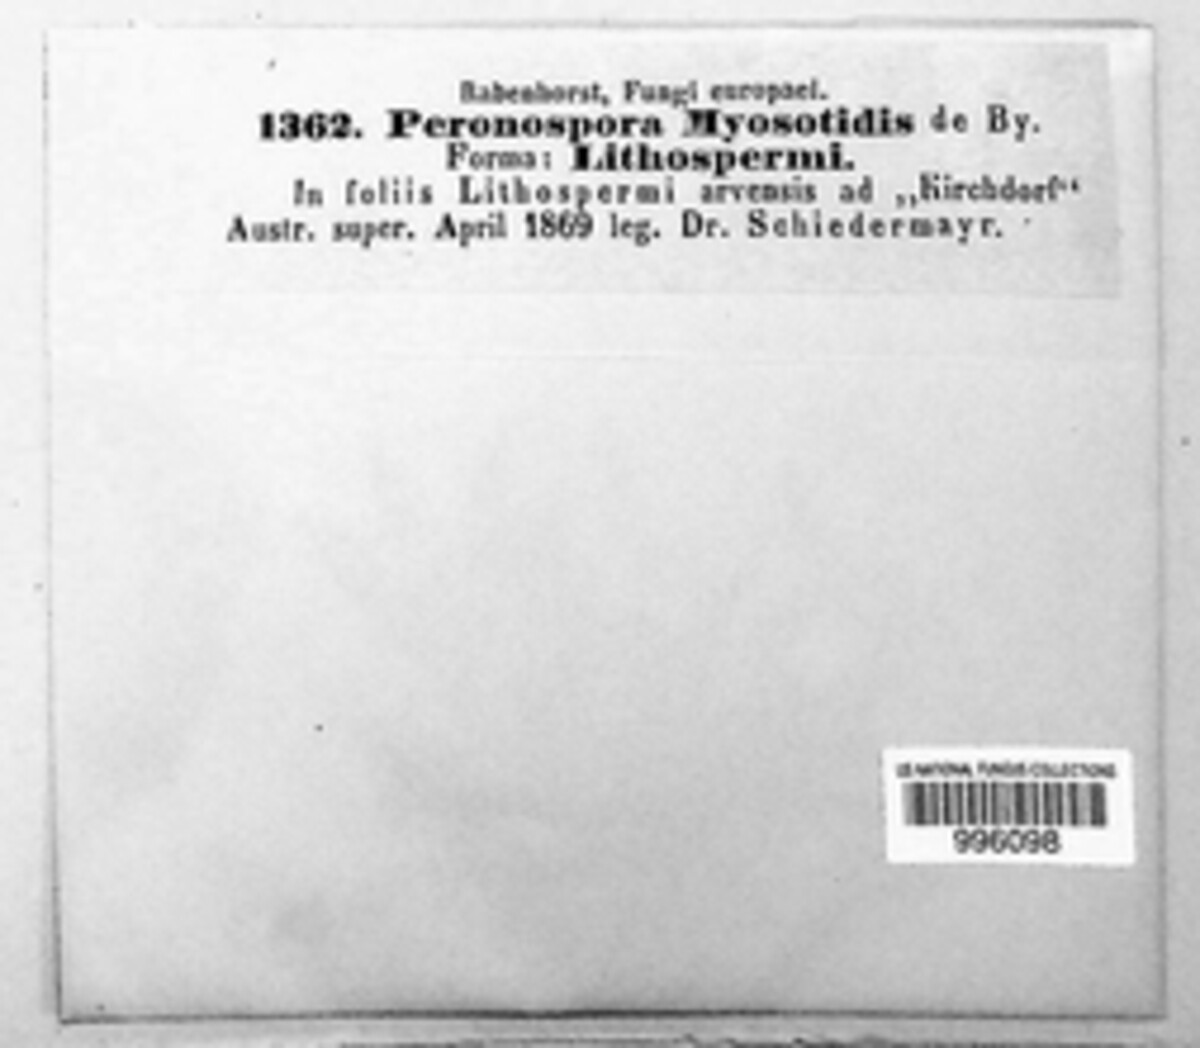 Rabenhorst, Fungi europaei.
1362. Peronospora Myosotidis de By.
Forma: Lithospermi.
In foliis Lithospermi arvensis ad „Kirchdorf“
Austr. super. April 1869 leg. Dr. Schiedermayr.
US NATIONAL FUNGUS COLLECTIONS
996098